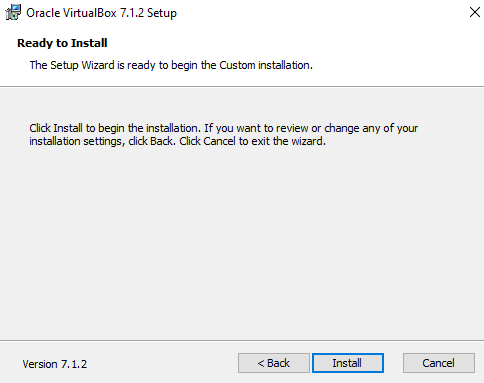 Oracle VirtualBox 7.1.2 Setup
Ready to Install
The Setup Wizard is ready to begin the Custom installation.
Click Install to begin the installation. If you want to review or change any of your
installation settings, click Back. Click Cancel to exit the wizard.
Version 7.1.2
< Back
Install
Cancel